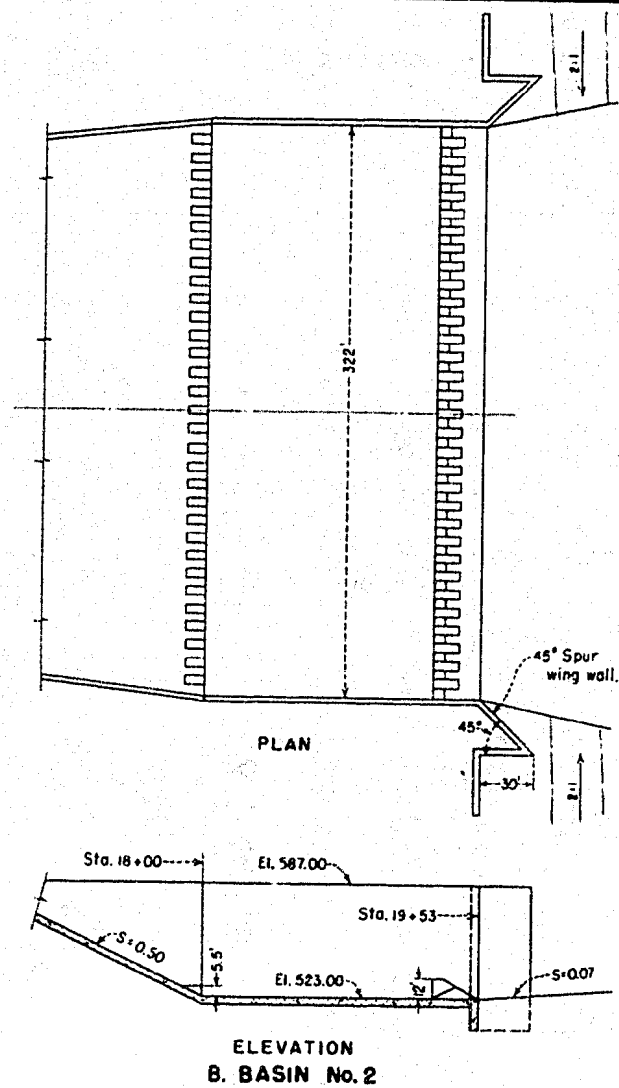 2:1
322'
45° Spur
wing wall.
45°
30'
2:1
PLAN
Sta. 18+00
El. 587.00
Sta. 19+53
S=0.50
5.5'
El. 523.00
12'
S=0.07
ELEVATION
B. BASIN No. 2